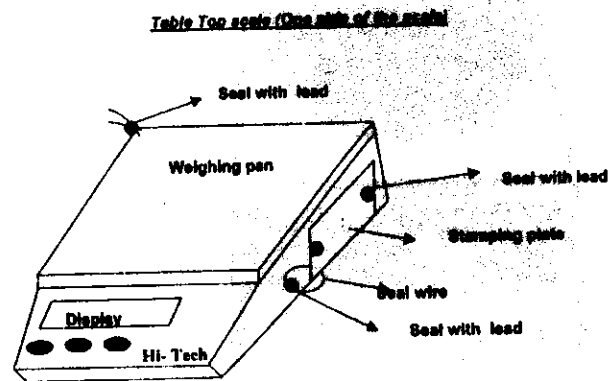 Table Top scale (One side of the scale)
Seal with lead
Weighing pan
Seal with lead
Stamping plate
Seal wire
Display
Seal with lead
Hi- Tech